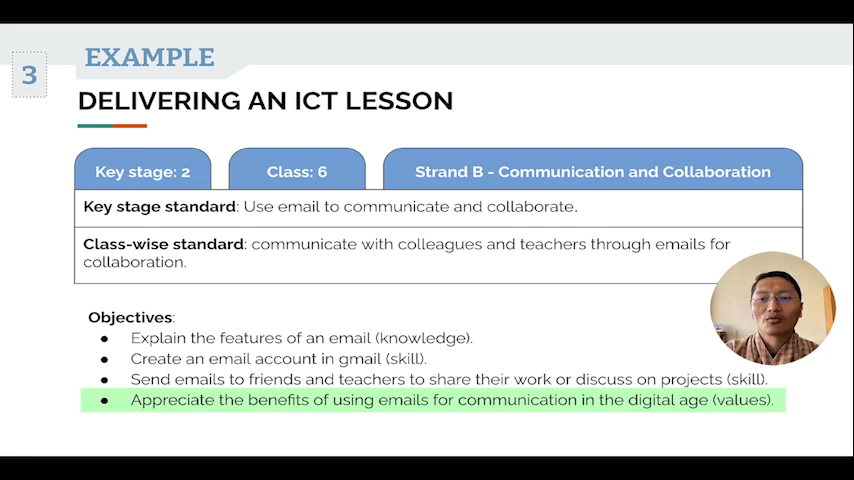 3
EXAMPLE
DELIVERING AN ICT LESSON
Key stage: 2
Class: 6
Strand B - Communication and Collaboration
Key stage standard: Use email to communicate and collaborate.
Class-wise standard: communicate with colleagues and teachers through emails for
collaboration.
Objectives:
● Explain the features of an email (knowledge).
● Create an email account in gmail (skill).
● Send emails to friends and teachers to share their work or discuss on projects (skill).
● Appreciate the benefits of using emails for communication in the digital age (values).